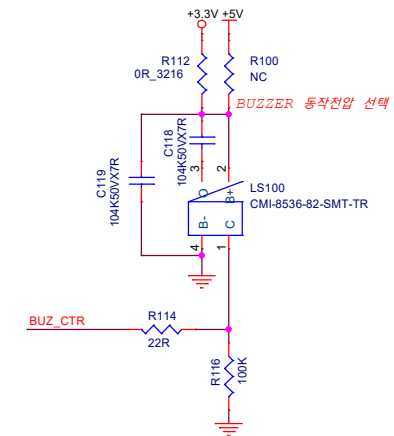 +3.3V +5V
R112
0R_3216
R100
NC
BUZZER 동작전압 선택
C118
104K50VX7R
C119
104K50VX7R
3
2
O
B+
LS100
CMI-8536-82-SMT-TR
B-
C
4
1
BUZ_CTR
R114
22R
R116
100K